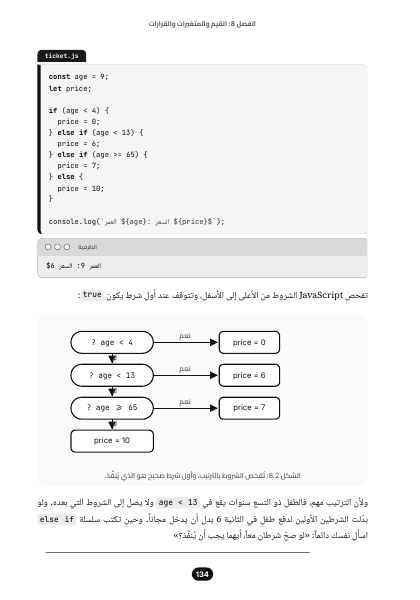 الفصل 8: القيم والمتغيرات والقرارات
ticket.js
const age = 9;
let price;
if (age < 4) {
price = 0;
} else if (age < 13) {
price = 6;
} else if (age >= 65) {
price = 7;
} else {
price = 10;
}
console.log(`العمر ${age}: السعر ${price}$`);
الطرفية
العمر 9: السعر 6$
تفحص JavaScript الشروط من الأعلى إلى الأسفل، وتتوقف عند أول شرط يكون true:
? age < 4
نعم
price = 0
لا
? age < 13
نعم
price = 6
لا
? age ≥ 65
نعم
price = 7
لا
price = 10
الشكل 8.2: تُفحص الشروط بالترتيب، وأول شرط صحيح هو الذي يُنفَّذ.
ولأن الترتيب مهم، فالطفل ذو التسع سنوات يقع في age < 13 ولا يصل إلى الشروط التي بعده. ولو
بدّلت الشرطين الأولين لدفع طفل في الثانية 6 بدل أن يدخل مجاناً. وحين تكتب سلسلة else if
اسأل نفسك دائماً: «لو صحّ شرطان معاً، أيهما يجب أن يُنفَّذ؟»
134